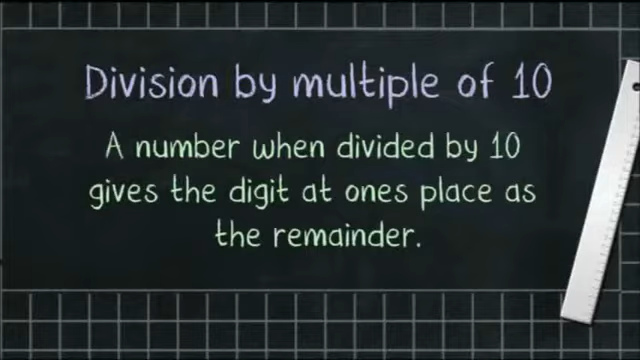 Division by multiple of 10
A number when divided by 10
gives the digit at ones place as
the remainder.